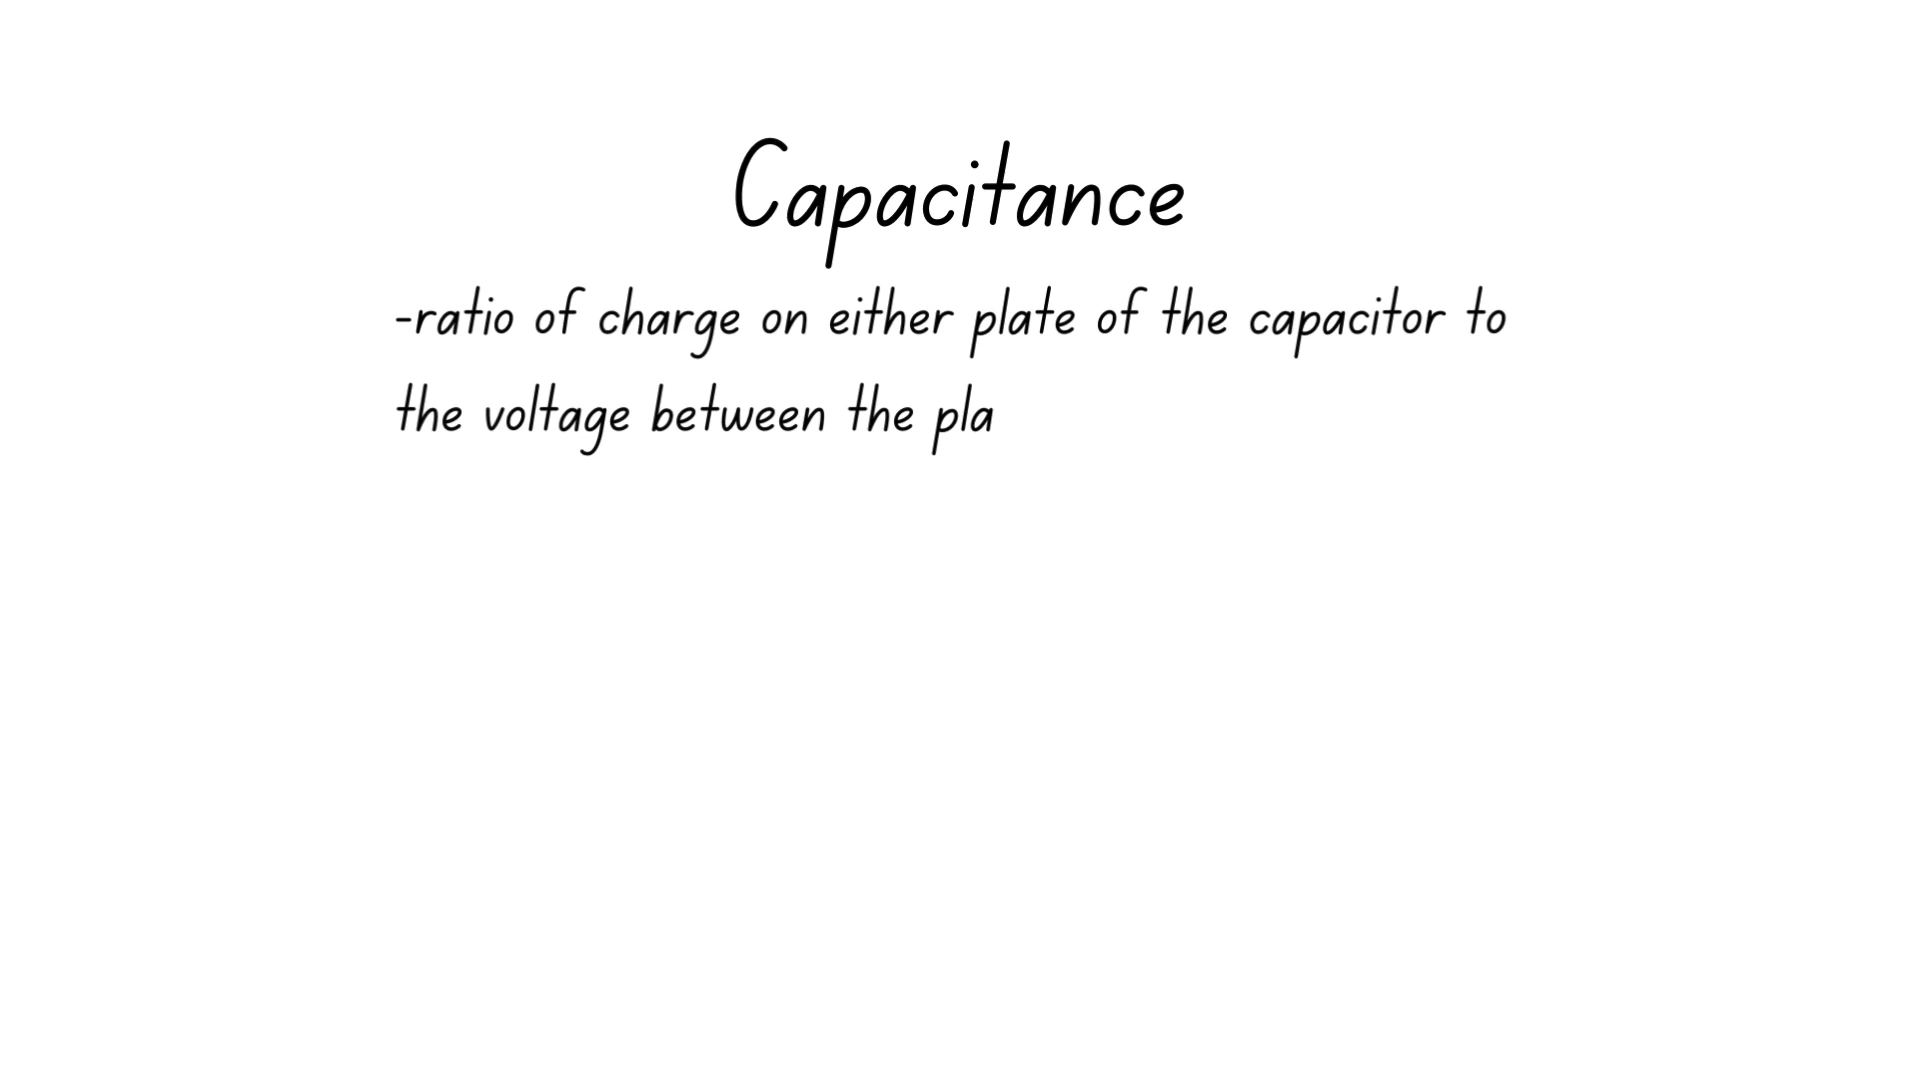 Capacitance
-ratio of charge on either plate of the capacitor to
the voltage between the pla